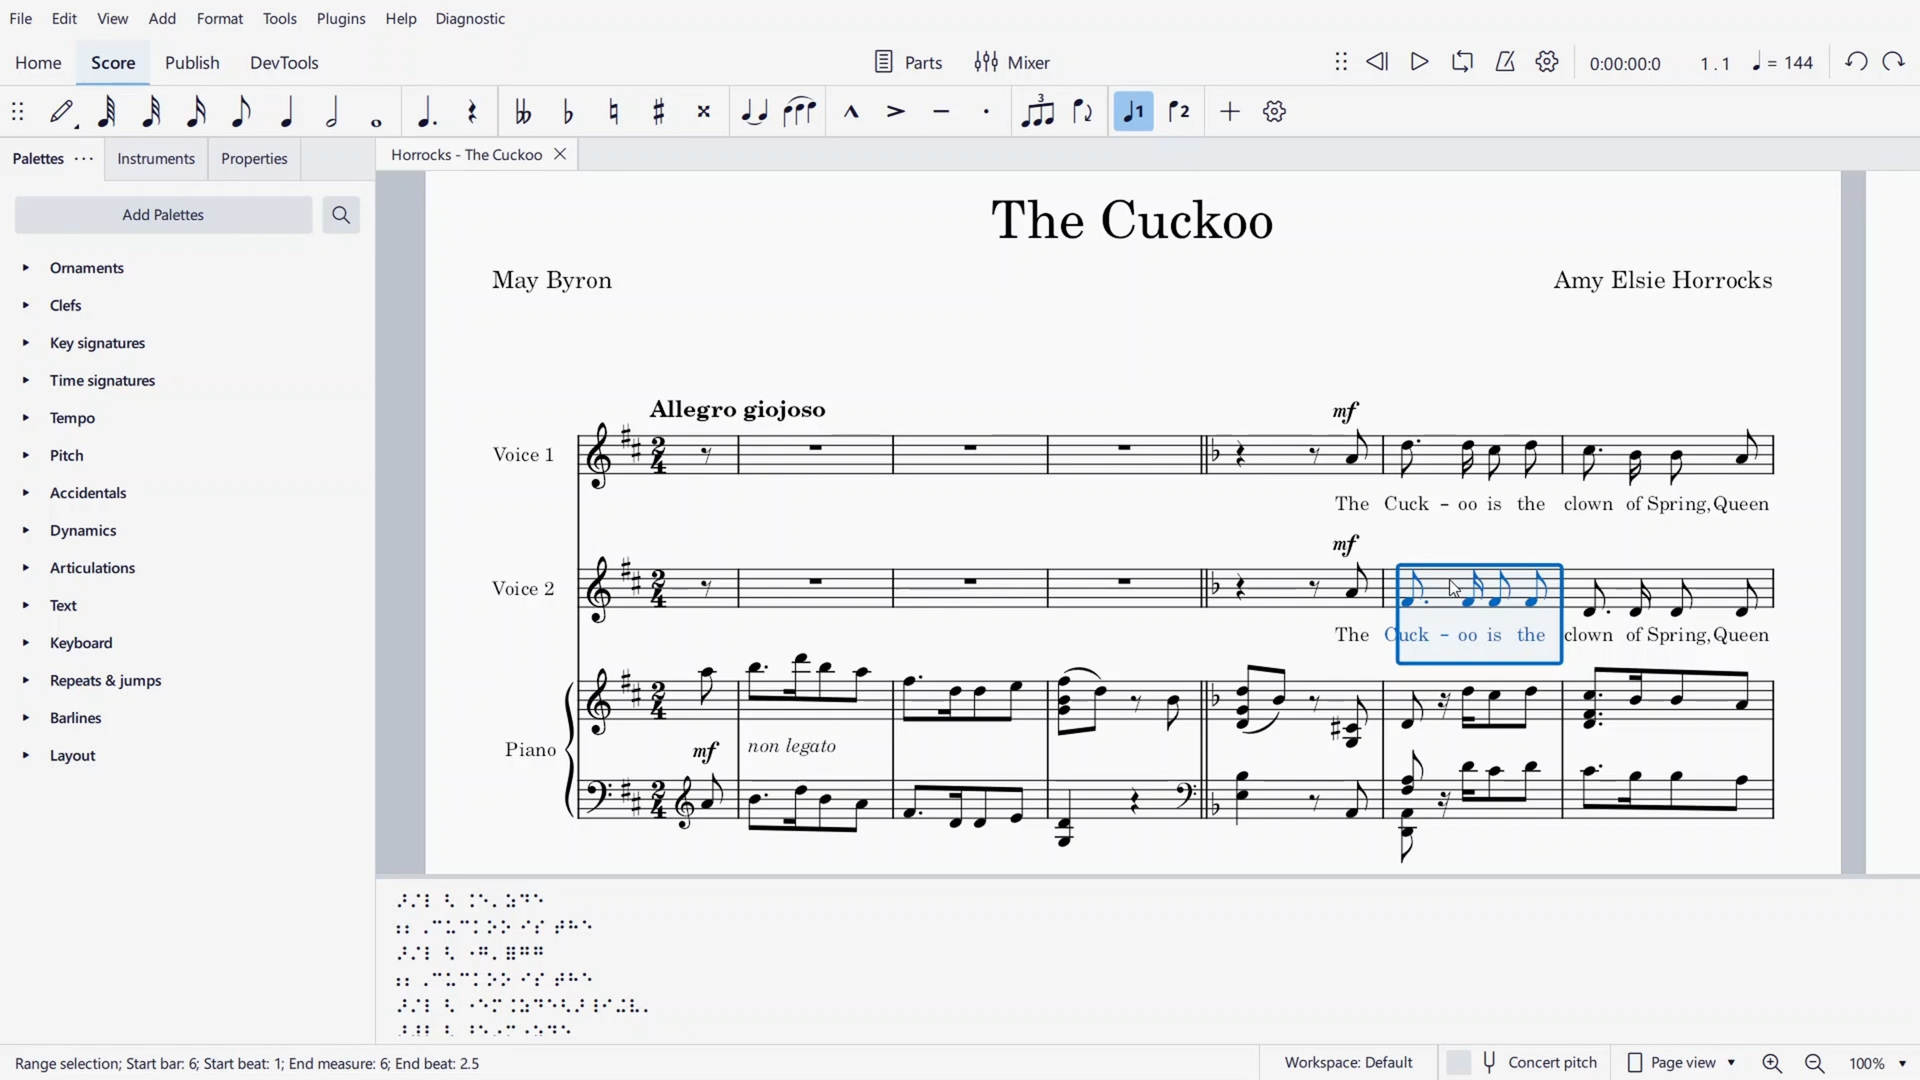 File Edit View Add Format Tools Plugins Help Diagnostic
Home Score Publish DevTools Parts Mixer 0:00:00:0 1 . 1 = 144
3 1 2
Palettes ··· Instruments Properties Horrocks - The Cuckoo
Add Palettes
Ornaments
Clefs
Key signatures
Time signatures
Tempo
Pitch
Accidentals
Dynamics
Articulations
Text
Keyboard
Repeats & jumps
Barlines
Layout
The Cuckoo
May Byron Amy Elsie Horrocks
Allegro giojoso mf
Voice 1
The Cuck - oo is the clown of Spring, Queen
mf
Voice 2
The Cuck - oo is the clown of Spring, Queen
Piano mf non legato
Range selection; Start bar: 6; Start beat: 1; End measure: 6; End beat: 2.5 Workspace: Default Concert pitch Page view 100%